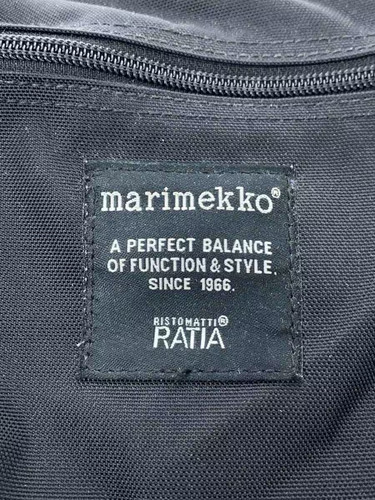 marimekko®
A PERFECT BALANCE
OF FUNCTION & STYLE.
SINCE 1966.
RISTOMATTI®
RATIA